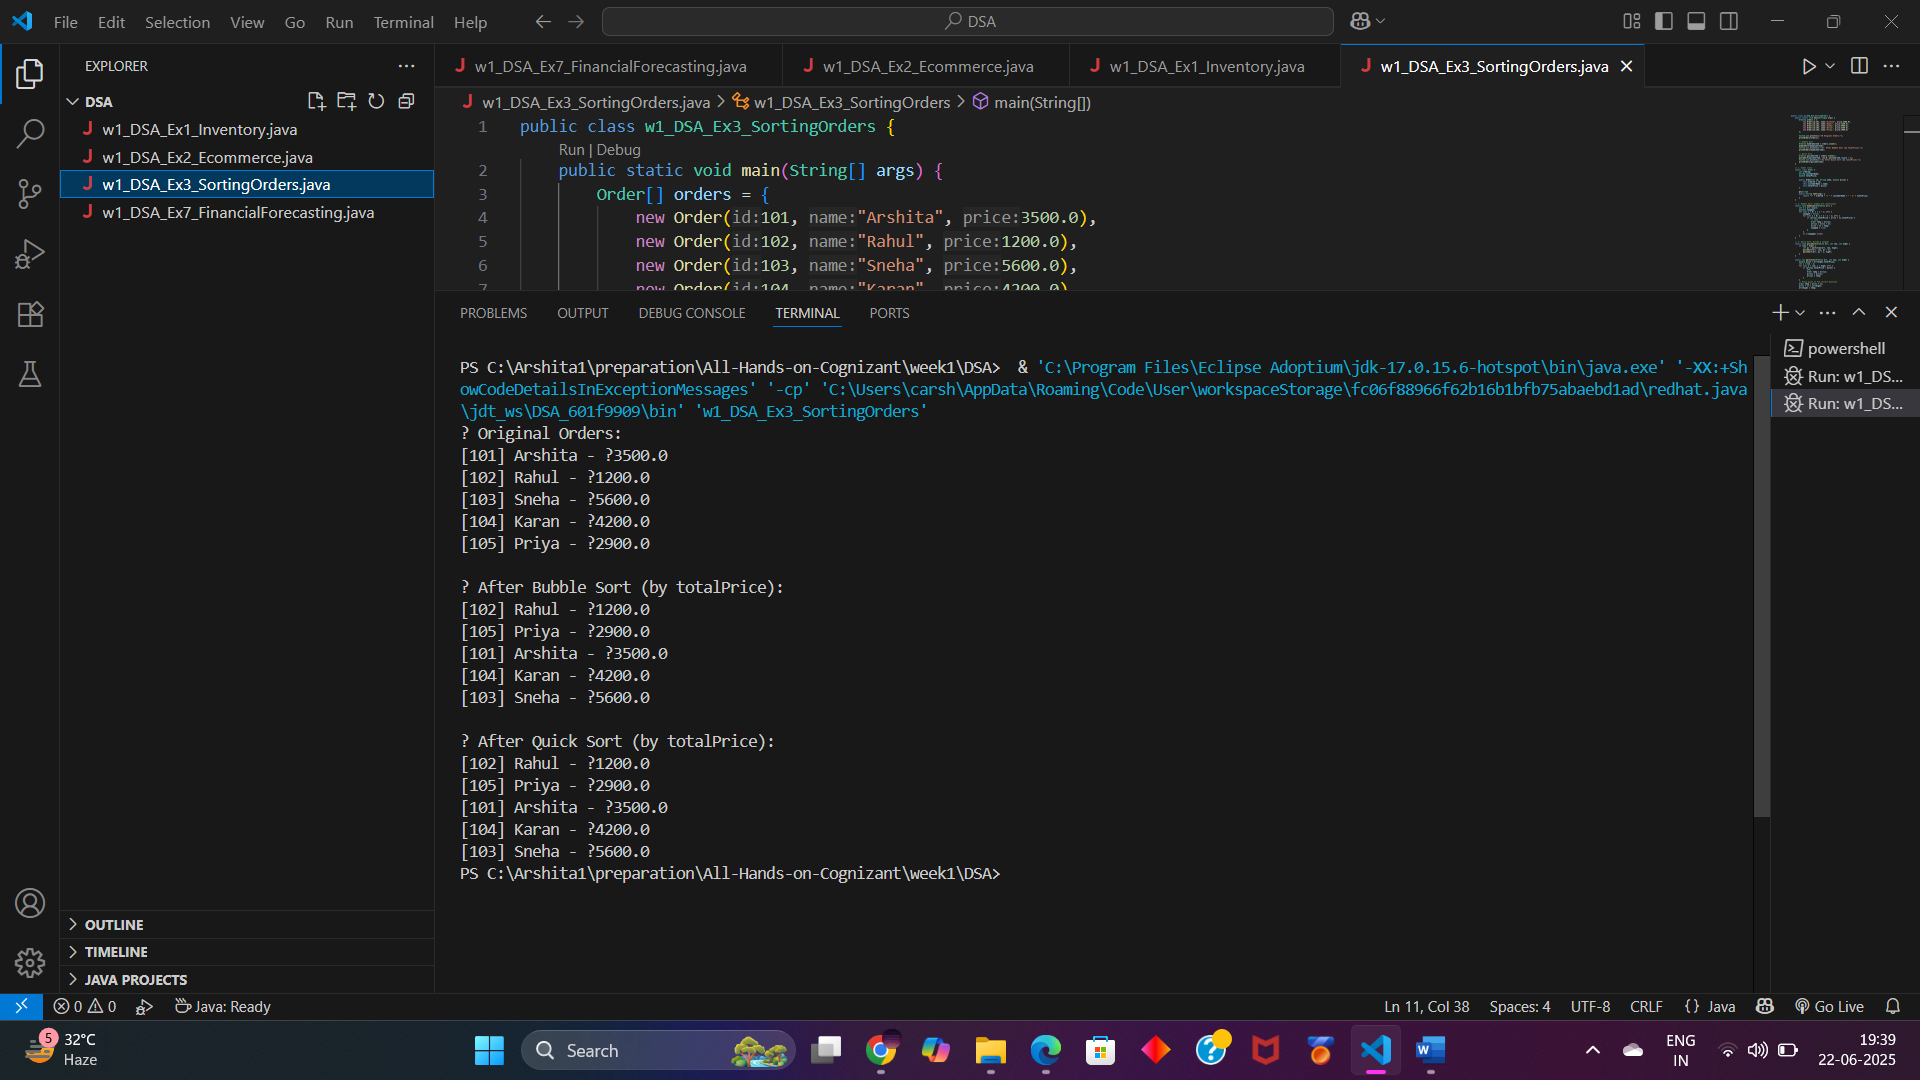 File Edit Selection View Go Run Terminal Help
DSA
EXPLORER
DSA
w1_DSA_Ex1_Inventory.java
w1_DSA_Ex2_Ecommerce.java
w1_DSA_Ex3_SortingOrders.java
w1_DSA_Ex7_FinancialForecasting.java
OUTLINE
TIMELINE
JAVA PROJECTS
w1_DSA_Ex7_FinancialForecasting.java w1_DSA_Ex2_Ecommerce.java w1_DSA_Ex1_Inventory.java w1_DSA_Ex3_SortingOrders.java
w1_DSA_Ex3_SortingOrders.java > w1_DSA_Ex3_SortingOrders > main(String[])
1 public class w1_DSA_Ex3_SortingOrders {
Run | Debug
2 public static void main(String[] args) {
3 Order[] orders = {
4 new Order(id:101, name:"Arshita", price:3500.0),
5 new Order(id:102, name:"Rahul", price:1200.0),
6 new Order(id:103, name:"Sneha", price:5600.0),
7 new Order(id:104, name:"Karan", price:4200.0)
PROBLEMS OUTPUT DEBUG CONSOLE TERMINAL PORTS
PS C:\Arshita1\preparation\All-Hands-on-Cognizant\week1\DSA> & 'C:\Program Files\Eclipse Adoptium\jdk-17.0.15.6-hotspot\bin\java.exe' '-XX:+Sh
owCodeDetailsInExceptionMessages' '-cp' 'C:\Users\carsh\AppData\Roaming\Code\User\workspaceStorage\fc06f88966f62b16b1bfb75abaebd1ad\redhat.java
\jdt_ws\DSA_601f9909\bin' 'w1_DSA_Ex3_SortingOrders'
? Original Orders:
[101] Arshita - ?3500.0
[102] Rahul - ?1200.0
[103] Sneha - ?5600.0
[104] Karan - ?4200.0
[105] Priya - ?2900.0
? After Bubble Sort (by totalPrice):
[102] Rahul - ?1200.0
[105] Priya - ?2900.0
[101] Arshita - ?3500.0
[104] Karan - ?4200.0
[103] Sneha - ?5600.0
? After Quick Sort (by totalPrice):
[102] Rahul - ?1200.0
[105] Priya - ?2900.0
[101] Arshita - ?3500.0
[104] Karan - ?4200.0
[103] Sneha - ?5600.0
PS C:\Arshita1\preparation\All-Hands-on-Cognizant\week1\DSA>
powershell
Run: w1_DS...
Run: w1_DS...
0 0 Java: Ready Ln 11, Col 38 Spaces: 4 UTF-8 CRLF {} Java Go Live
5 32°C
Haze
Search
ENG
IN
19:39
22-06-2025